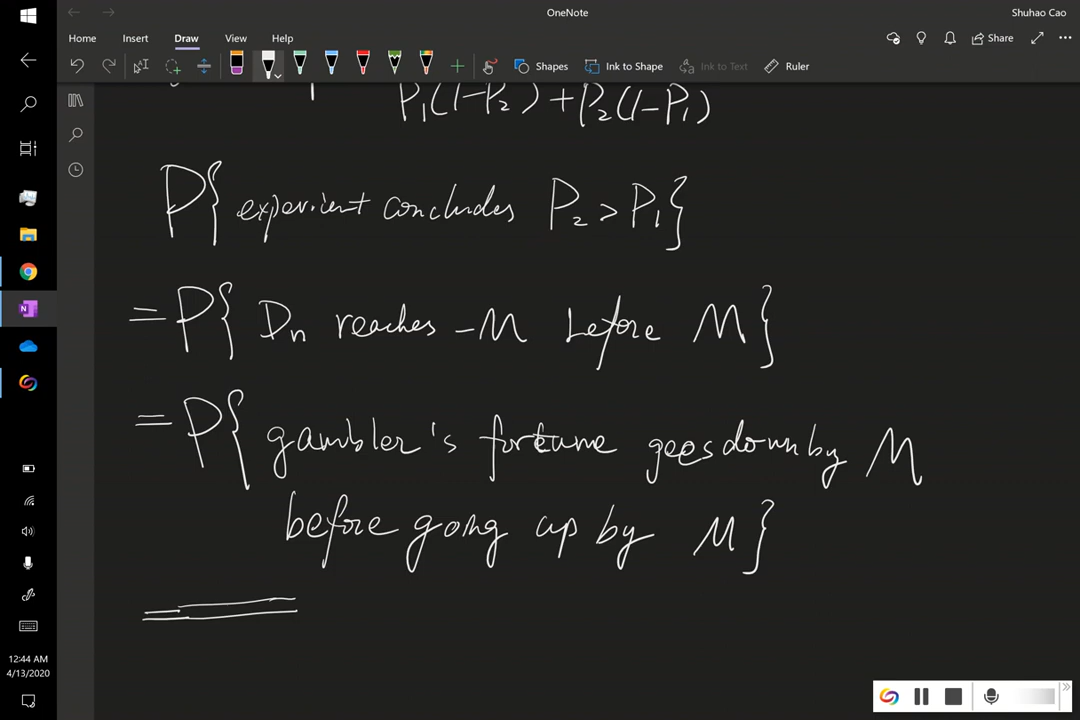 OneNote
Shuhao Cao
Home Insert Draw View Help
Share
Shapes Ink to Shape Ink to Text Ruler
P₁(1-P₂)+P₂(1-P₁)
P{ experient concludes P₂ > P₁}
= P{ Dn reaches -M before M}
= P{ gambler's fortune goes down by M
before going up by M}
12:44 AM
4/13/2020